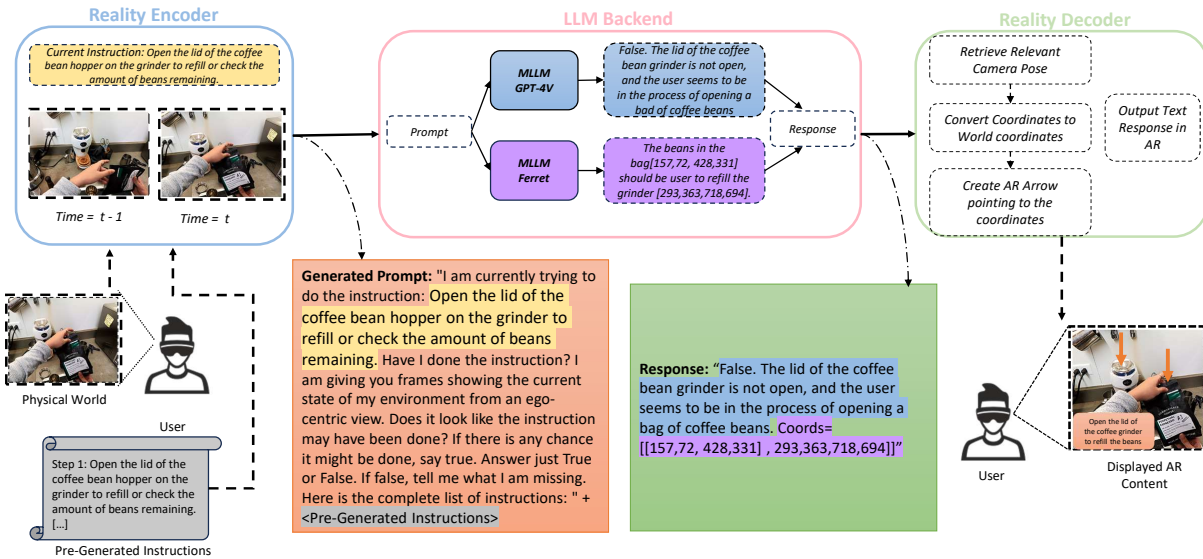 Reality Encoder
Current Instruction: Open the lid of the coffee
bean hopper on the grinder to refill or check the
amount of beans remaining.
Time = t - 1
Time = t
Physical World
User
Step 1: Open the lid of the
coffee bean hopper on the
grinder to refill or check the
amount of beans remaining.
[...]
Pre-Generated Instructions
LLM Backend
Prompt
MLLM
GPT-4V
MLLM
Ferret
False. The lid of the coffee
bean grinder is not open,
and the user seems to be
in the process of opening a
bad of coffee beans
The beans in the
bag[157,72, 428,331]
should be user to refill the
grinder [293,363,718,694].
Response
Generated Prompt: "I am currently trying to
do the instruction: Open the lid of the
coffee bean hopper on the grinder to
refill or check the amount of beans
remaining. Have I done the instruction? I
am giving you frames showing the current
state of my environment from an ego-
centric view. Does it look like the instruction
may have been done? If there is any chance
it might be done, say true. Answer just True
or False. If false, tell me what I am missing.
Here is the complete list of instructions: " +
<Pre-Generated Instructions>
Response: “False. The lid of the coffee
bean grinder is not open, and the user
seems to be in the process of opening a
bag of coffee beans. Coords=
[[157,72, 428,331] , 293,363,718,694]]”
Reality Decoder
Retrieve Relevant
Camera Pose
Convert Coordinates to
World coordinates
Create AR Arrow
pointing to the
coordinates
Output Text
Response in
AR
Open the lid of
the coffee grinder
to refill the beans
User
Displayed AR
Content